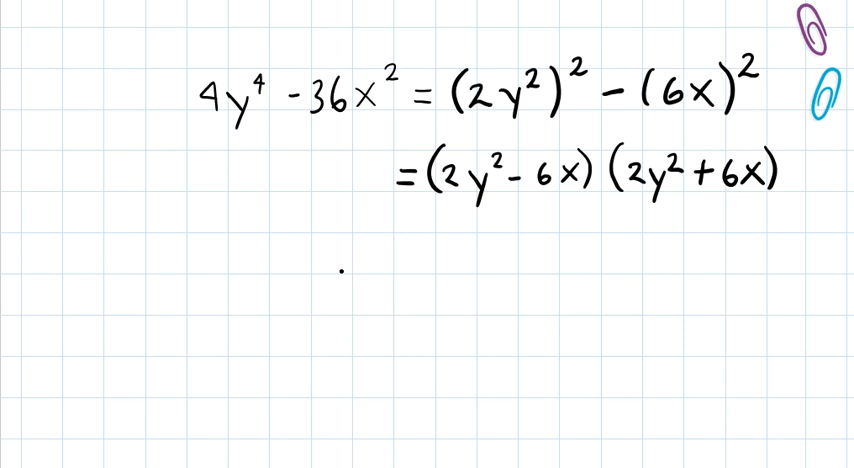 4y⁴ - 36x² = (2y²)² - (6x)²
= (2y² - 6x) (2y² + 6x)